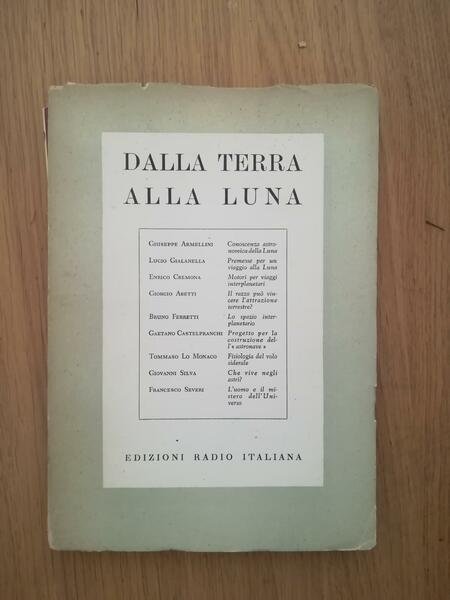 DALLA TERRA
ALLA LUNA
GIUSEPPE ARMELLINI Conoscenza astro-
nomica della Luna
LUCIO GIALANELLA Premesse per un
viaggio alla Luna
ENRICO CREMONA Motori per viaggi
interplanetari
GIORGIO ABETTI Il razzo può vin-
cere l'attrazione
terrestre?
BRUNO FERRETTI Lo spazio inter-
planetario
GAETANO CASTELFRANCHI Progetto per la
costruzione del-
l'« astronave »
TOMMASO LO MONACO Fisiologia del volo
siderale
GIOVANNI SILVA Che vive negli
astri?
FRANCESCO SEVERI L'uomo e il mi-
stero dell'Uni-
verso
EDIZIONI RADIO ITALIANA